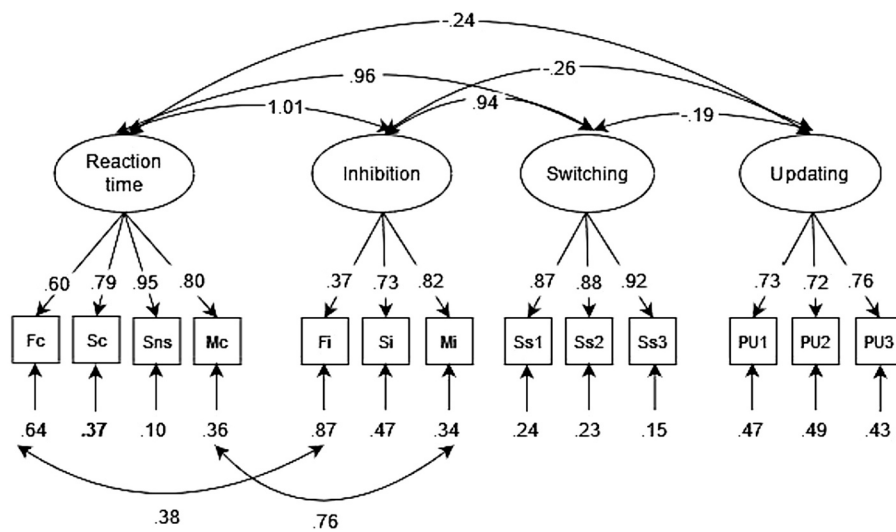 -.24
.96
-.26
1.01
.94
-.19
Reaction
time
Inhibition
Switching
Updating
.60
.79
.95
.80
.37
.73
.82
.87
.88
.92
.73
.72
.76
Fc
Sc
Sns
Mc
Fi
Si
Mi
Ss1
Ss2
Ss3
PU1
PU2
PU3
.64
.37
.10
.36
.87
.47
.34
.24
.23
.15
.47
.49
.43
.38
.76